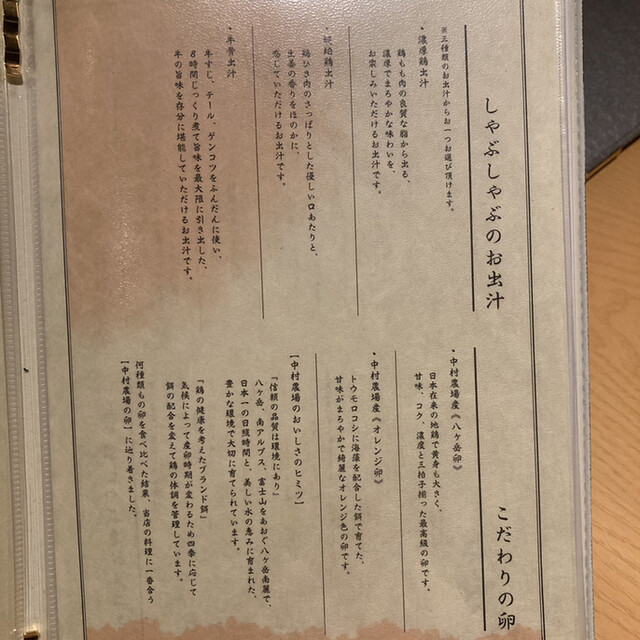 しゃぶしゃぶのお出汁
※三種類のお出汁からお一つお選び頂けます。
・濃厚鶏出汁
鶏もも肉の良質な脂から出る、
濃厚でまろやかな味わいを、
お楽しみいただけるお出汁です。
・琥珀鶏出汁
鶏ひき肉のさっぱりとした優しい口あたりと、
生姜の香りをほのかに、
感じていただけるお出汁です。
・牛骨出汁
牛すじ、テール、ゲンコツをふんだんに使い、
8時間じっくり煮て旨味を最大限に引き出した、
牛の旨味を存分に堪能していただけるお出汁です。
こだわりの卵
・中村農場産《八ヶ岳卵》
日本在来の地鶏で黄身も大きく、
甘味、コク、濃度と三拍子揃った最高級の卵です。
・中村農場産《オレンジ卵》
トウモロコシに海藻を配合した餌で育てた、
甘味がまろやかで綺麗なオレンジ色の卵です。
【中村農場のおいしさのヒミツ】
「信頼の品質は環境にあり」
八ヶ岳、南アルプス、富士山をあおぐ八ヶ岳南麓で、
日本一の日照時間と、美しい水の恵みに育まれた、
豊かな環境で大切に育てられています。
「鶏の健康を考えたブランド餌」
気候によって産卵時期が変わるため四季に応じて
餌の配合を変えて鶏の体調を管理しています。
何種類もの卵を食べ比べた結果、当店の料理に一番合う
【中村農場の卵】に辿り着きました。